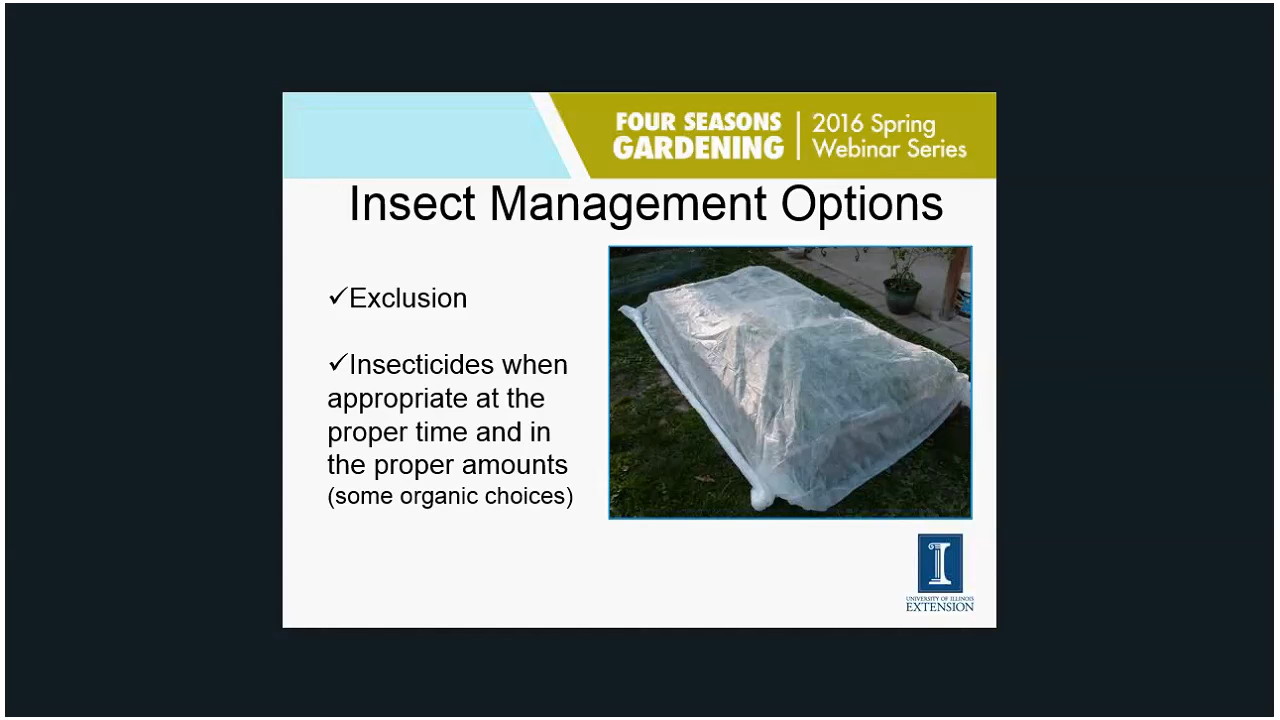 FOUR SEASONS
GARDENING
2016 Spring
Webinar Series
Insect Management Options
✓Exclusion
✓Insecticides when
appropriate at the
proper time and in
the proper amounts
(some organic choices)
I
UNIVERSITY OF ILLINOIS
EXTENSION